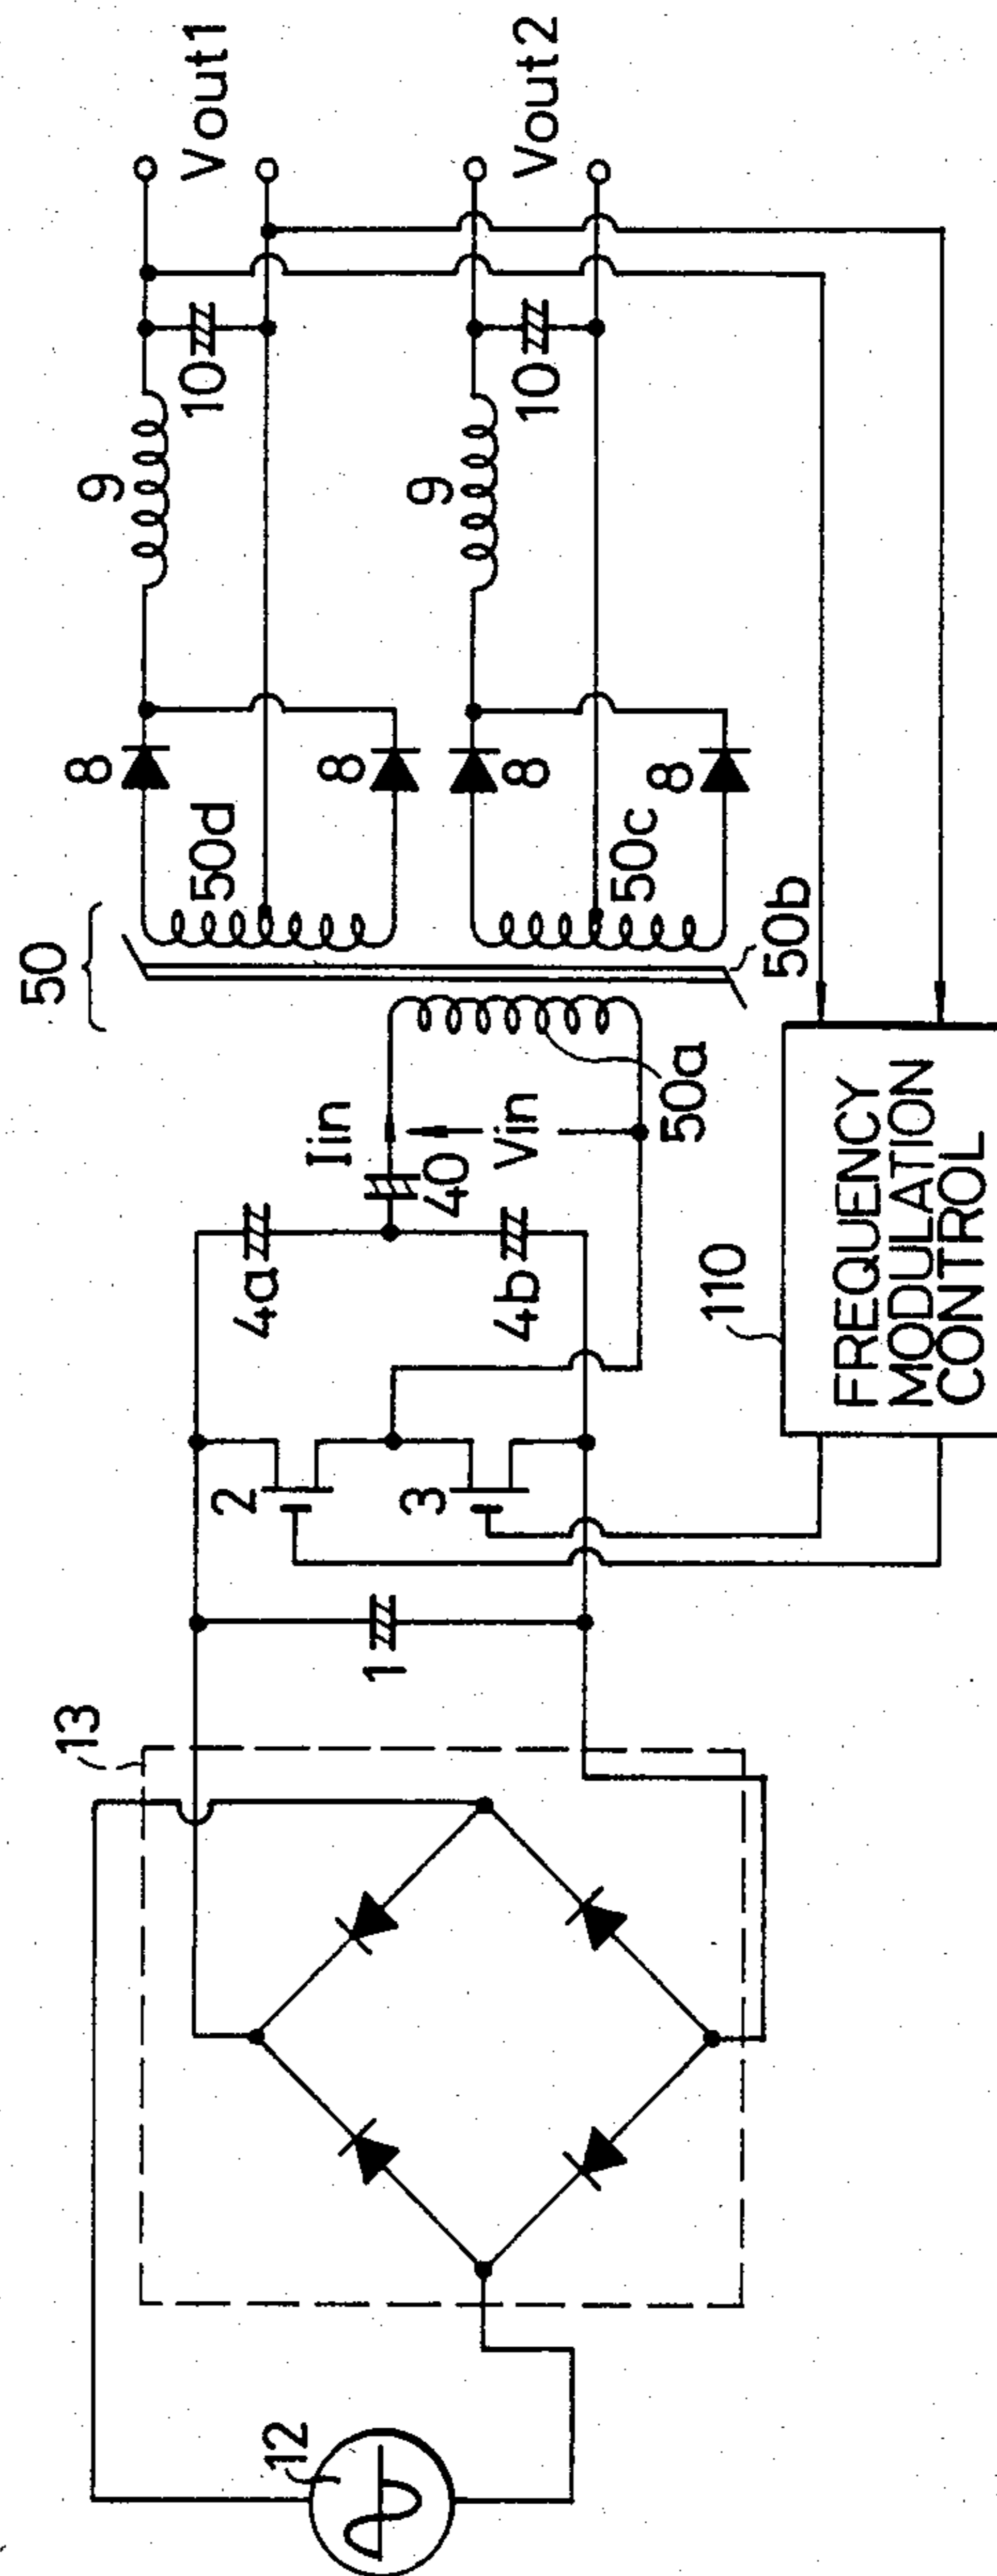 12
13
1
2
3
4a
4b
40
Iin
Vin
50
50a
50b
50c
50d
8
8
8
8
9
9
10
10
Vout1
Vout2
110
FREQUENCY
MODULATION
CONTROL